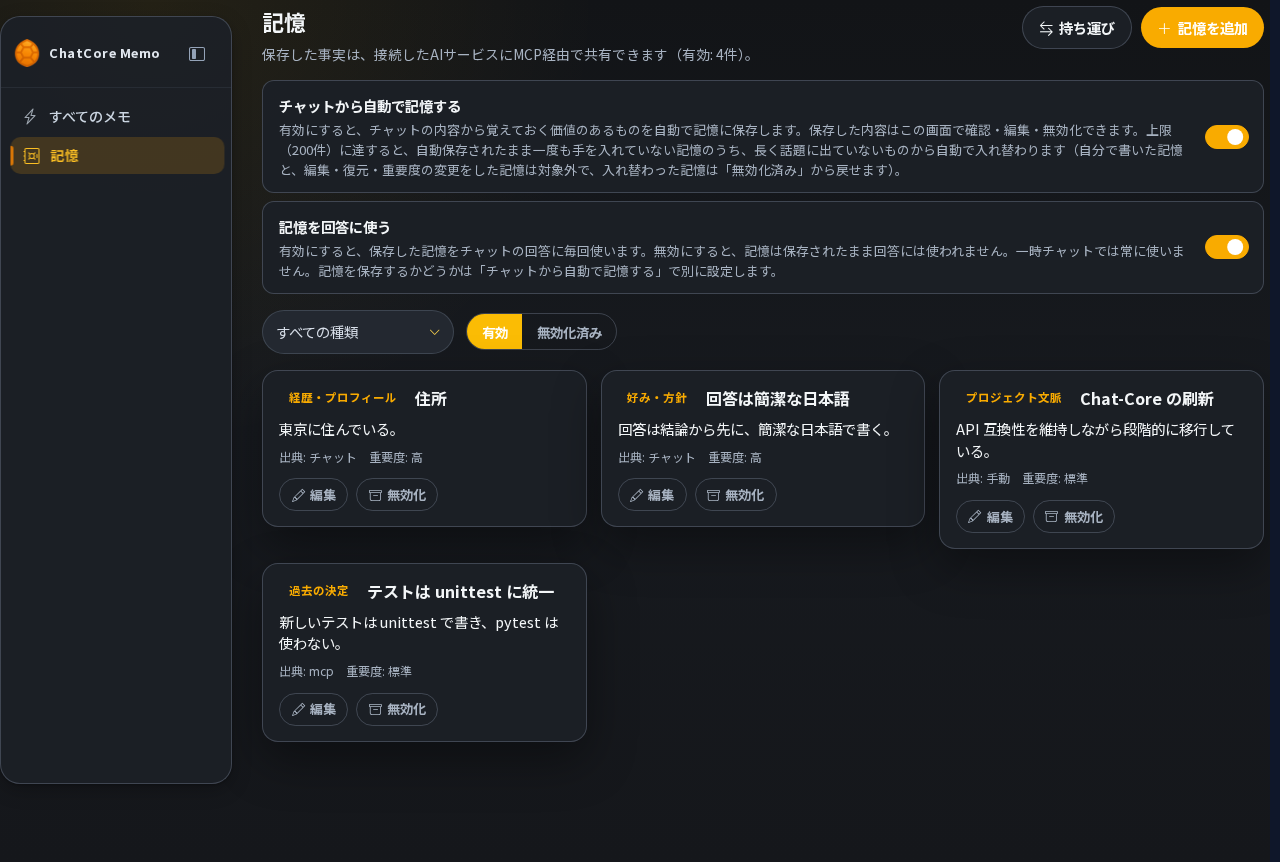 ChatCore Memo
すべてのメモ
記憶
記憶
保存した事実は、接続したAIサービスにMCP経由で共有できます（有効: 4件）。
持ち運び
記憶を追加
チャットから自動で記憶する
有効にすると、チャットの内容から覚えておく価値のあるものを自動で記憶に保存します。保存した内容はこの画面で確認・編集・無効化できます。上限
（200件）に達すると、自動保存されたまま一度も手を入れていない記憶のうち、長く話題に出ていないものから自動で入れ替わります（自分で書いた記憶
と、編集・復元・重要度の変更をした記憶は対象外で、入れ替わった記憶は「無効化済み」から戻せます）。
記憶を回答に使う
有効にすると、保存した記憶をチャットの回答に毎回使います。無効にすると、記憶は保存されたまま回答には使われません。一時チャットでは常に使いま
せん。記憶を保存するかどうかは「チャットから自動で記憶する」で別に設定します。
すべての種類
有効
無効化済み
経歴・プロフィール 住所
東京に住んでいる。
出典: チャット 重要度: 高
編集 無効化
好み・方針 回答は簡潔な日本語
回答は結論から先に、簡潔な日本語で書く。
出典: チャット 重要度: 高
編集 無効化
プロジェクト文脈 Chat-Core の刷新
API 互換性を維持しながら段階的に移行して
いる。
出典: 手動 重要度: 標準
編集 無効化
過去の決定 テストは unittest に統一
新しいテストは unittest で書き、pytest は
使わない。
出典: mcp 重要度: 標準
編集 無効化